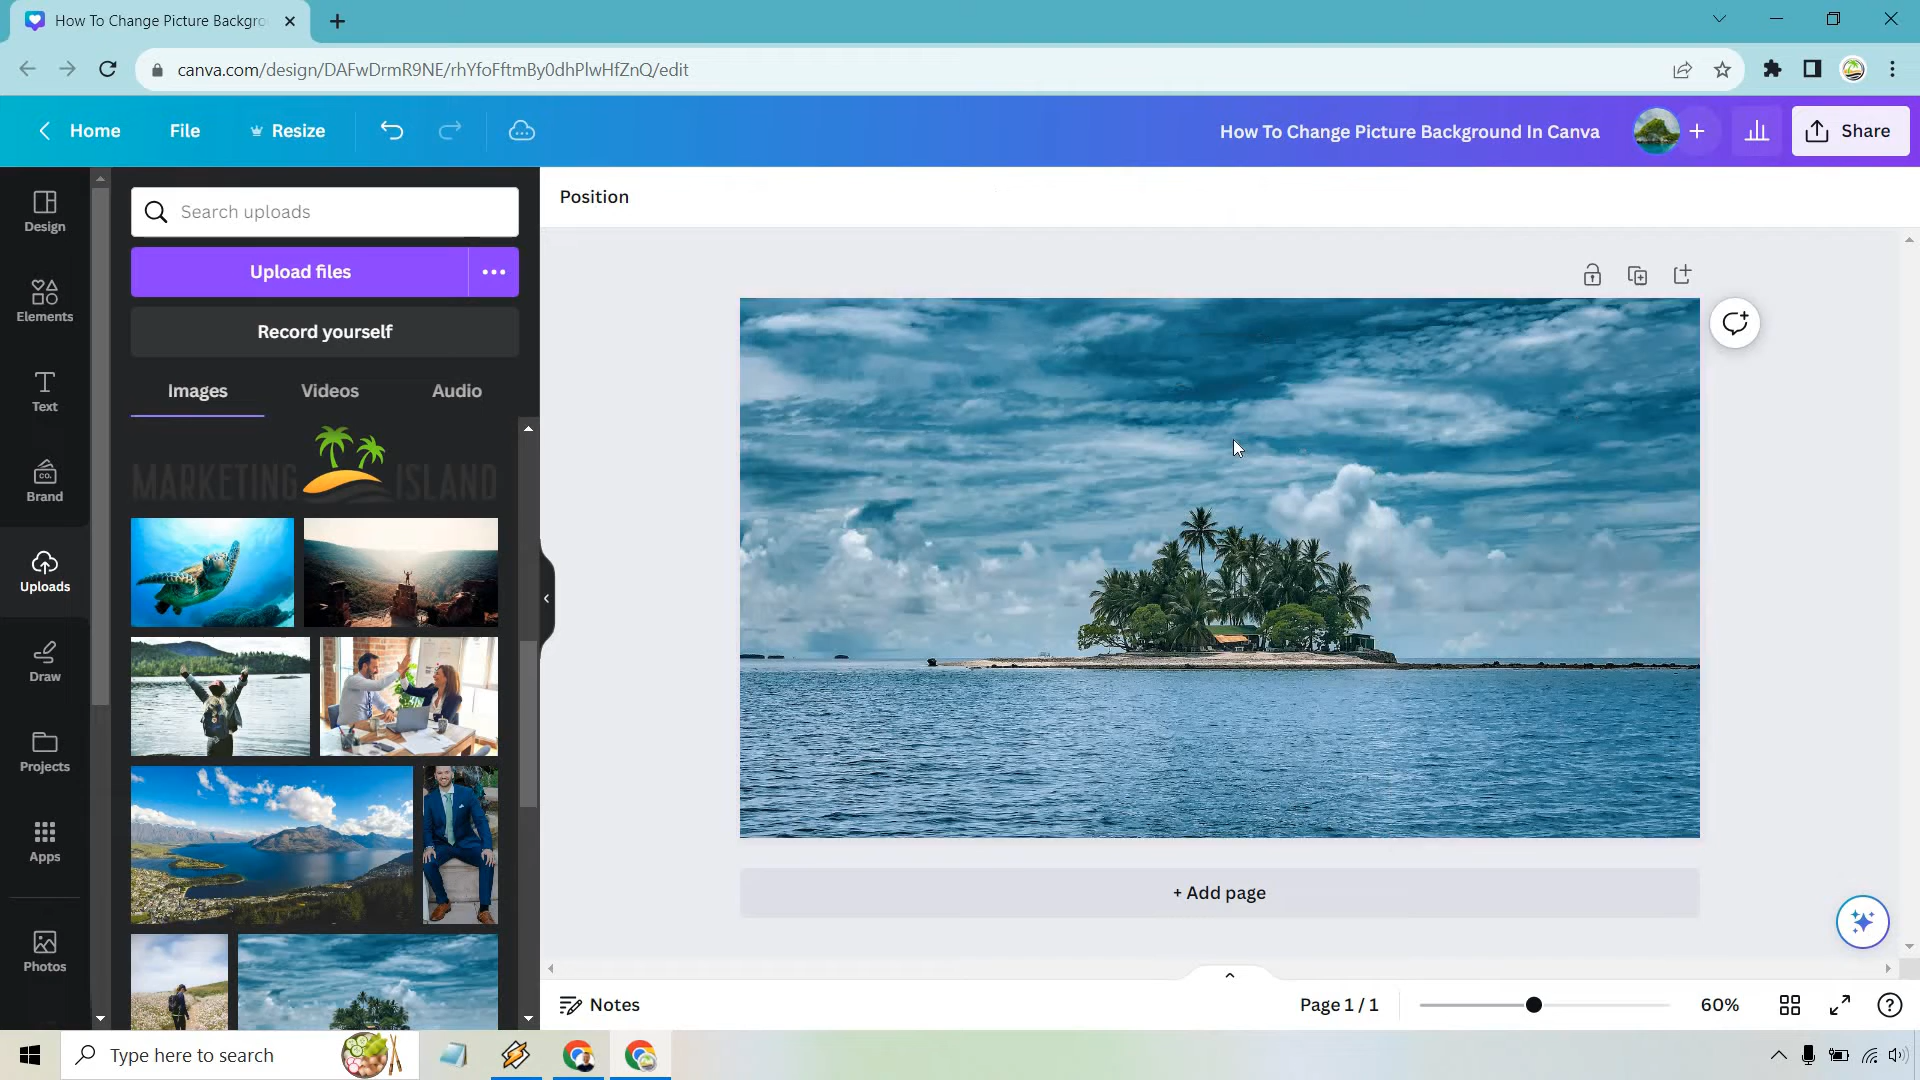 How To Change Picture Backgro
canva.com/design/DAFwDrmR9NE/rhYfoFftmBy0dhPlwHfZnQ/edit
Home
File
Resize
How To Change Picture Background In Canva
Share
Design
Elements
Text
CO.
Brand
Uploads
Draw
Projects
Apps
Photos
Search uploads
Upload files
Record yourself
Images
Videos
Audio
MARKETING ISLAND
Position
+ Add page
Notes
Page 1 / 1
60%
Type here to search